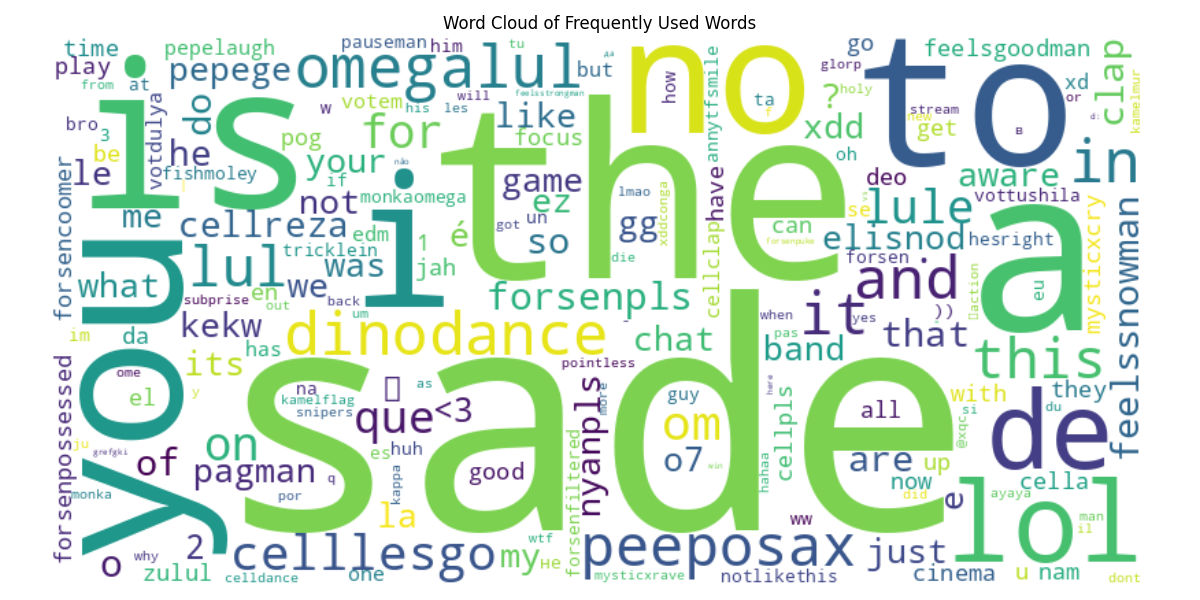 Word Cloud of Frequently Used Words
time pepelaugh pauseman him tu да but go feelsgoodman
play from at pepege omegalul feelsstrongman no how glorp to xd clap kamelmur
is do w votem his les will like ta ? holy xdd stream or
bro 3 votdulya pog for focus the annytfsmile f new get в d:
be he your oh in
le fishmoley if não game lmao have deo aware
forsencoomer me not monkaomega ez gg xddconga can se lule vs vottushila
cellreza edm 1 é got un so elisnod hesright a
you tricklein i jah die cellclap forsenpuke forsen and feelssnowman mysticxcry
what lul was forsenpls action eu
subprise en we back out um when it yes )) that
im da kekw dinodance chat pas band this
its has pointless
ome na as here
forsenpossessed el kamelflag que <3 nyanpls more guy all with they
y snipers sade om si du de
ju on es huh o7 are up @xqc
grefgki of pagman q kappa good forsenfiltered win hahaa cellpls now cella
monka por did e ayaya
la ww man il lol
o 2 celllesgo my wtf peeposax just
why zulul celldance one не mysticxrave notlikethis cinema u nam dont